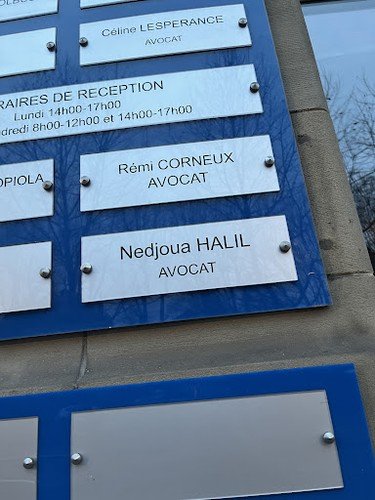 Céline LESPERANCE
AVOCAT
RAIRES DE RECEPTION
Lundi 14h00-17h00
dredi 8h00-12h00 et 14h00-17h00
OPIOLA
Rémi CORNEUX
AVOCAT
Nedjoua HALIL
AVOCAT